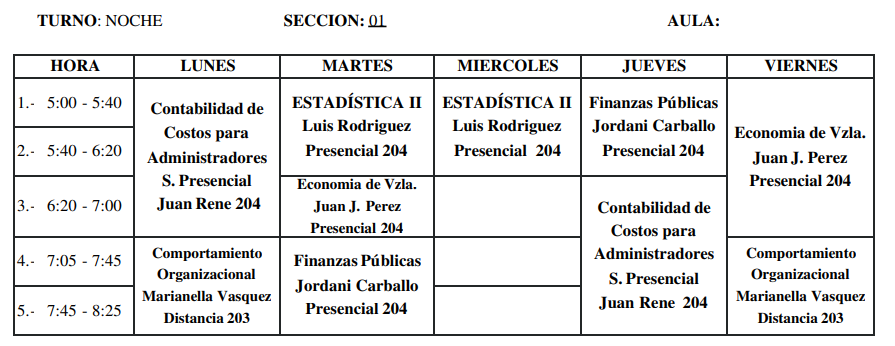 TURNO: NOCHE SECCION: 01 AULA:
HORA LUNES MARTES MIERCOLES JUEVES VIERNES
1.- 5:00 - 5:40
2.- 5:40 - 6:20
3.- 6:20 - 7:00
4.- 7:05 - 7:45
5.- 7:45 - 8:25
Contabilidad de
Costos para
Administradores
S. Presencial
Juan Rene 204
Comportamiento
Organizacional
Marianella Vasquez
Distancia 203
ESTADÍSTICA II
Luis Rodriguez
Presencial 204
Economia de Vzla.
Juan J. Perez
Presencial 204
Finanzas Públicas
Jordani Carballo
Presencial 204
ESTADÍSTICA II
Luis Rodriguez
Presencial 204
Finanzas Públicas
Jordani Carballo
Presencial 204
Contabilidad de
Costos para
Administradores
S. Presencial
Juan Rene 204
Economia de Vzla.
Juan J. Perez
Presencial 204
Comportamiento
Organizacional
Marianella Vasquez
Distancia 203